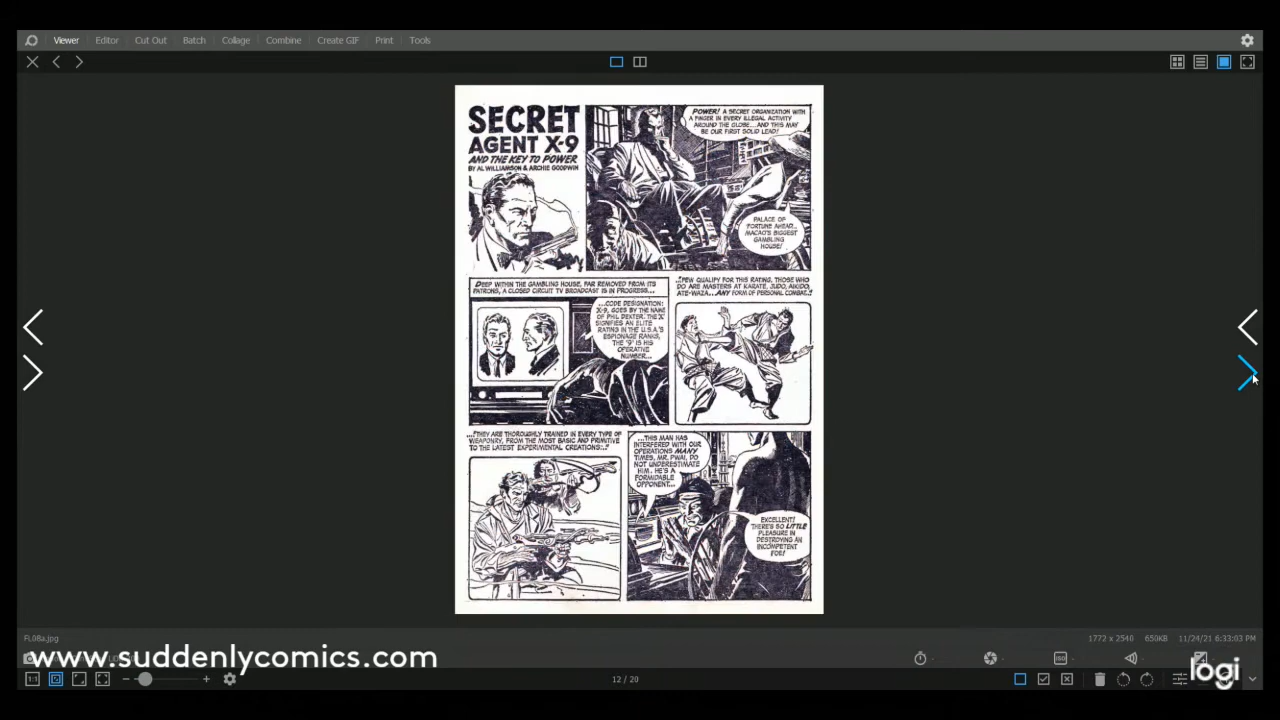 Viewer Editor Cut Out Batch Collage Combine Create GIF Print Tools
SECRET
AGENT X-9
AND THE KEY TO POWER
BY AL WILLIAMSON & ARCHIE GOODWIN
POWER! A SECRET ORGANIZATION WITH
A FINGER IN EVERY ILLEGAL ACTIVITY
AROUND THE GLOBE...AND THIS MAY
BE OUR FIRST SOLID LEAD!
PALACE OF
FORTUNE AHEAD...
MACAO'S BIGGEST
GAMBLING
HOUSE!
DEEP WITHIN THE GAMBLING HOUSE, FAR REMOVED FROM ITS
PATRONS, A CLOSED CIRCUIT TV BROADCAST IS IN PROGRESS...
...CODE DESIGNATION:
X-9, GOES BY THE NAME
OF PHIL DEXTER. THE 'X'
SIGNIFIES AN ELITE
RATING IN THE U.S.A.'S
ESPIONAGE RANKS,
THE '9' IS HIS
OPERATIVE
NUMBER...
"...FEW QUALIFY FOR THIS RATING. THOSE WHO
DO ARE MASTERS AT KARATE, JUDO, AIKIDO,
ATE-WAZA...ANY FORM OF PERSONAL COMBAT..."
"...THEY ARE THOROUGHLY TRAINED IN EVERY TYPE OF
WEAPONRY, FROM THE MOST BASIC AND PRIMITIVE
TO THE LATEST EXPERIMENTAL CREATIONS..."
...THIS MAN HAS
INTERFERED WITH OUR
OPERATIONS MANY
TIMES, MR. PWAI. DO
NOT UNDERESTIMATE
HIM. HE'S A
FORMIDABLE
OPPONENT...
EXCELLENT!
THERE'S SO LITTLE
PLEASURE IN
DESTROYING AN
INCOMPETENT
FOE!
Fi,08a.jpg
1772 x 2540 650KB 11/24/21 6:33:03 PM
www.suddenlycomics.com
ISO
logi
1:1
12 / 20